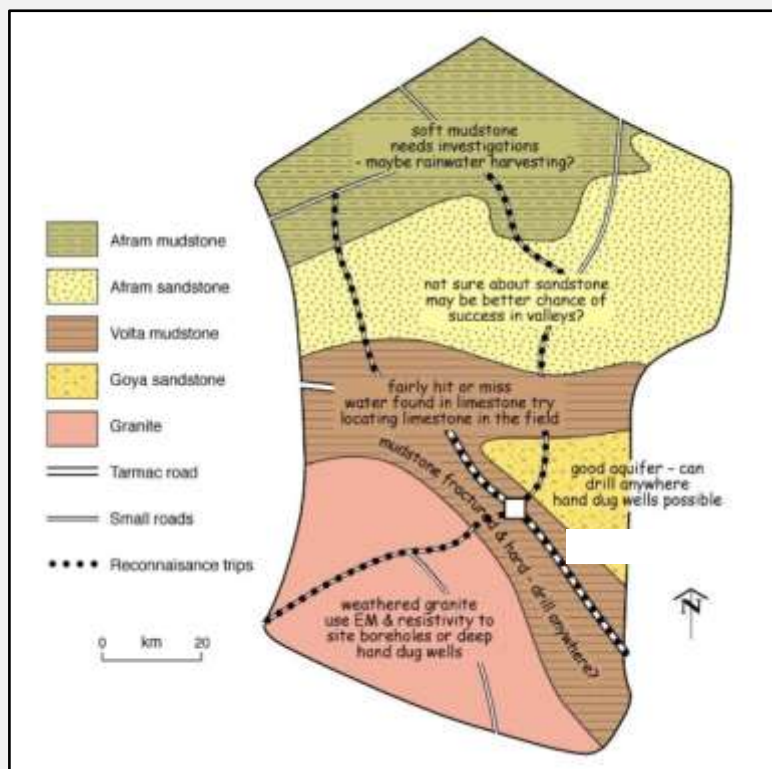 soft mudstone
needs investigations
- maybe rainwater harvesting?
not sure about sandstone
may be better chance of
success in valleys?
fairly hit or miss
water found in limestone try
locating limestone in the field
mudstone fractured & hard - drill anywhere?
good aquifer - can
drill anywhere
hand dug wells possible
weathered granite
use EM & resistivity to
site boreholes or deep
hand dug wells
Afram mudstone
Afram sandstone
Volta mudstone
Goya sandstone
Granite
Tarmac road
Small roads
Reconnaisance trips
km
0 20
N